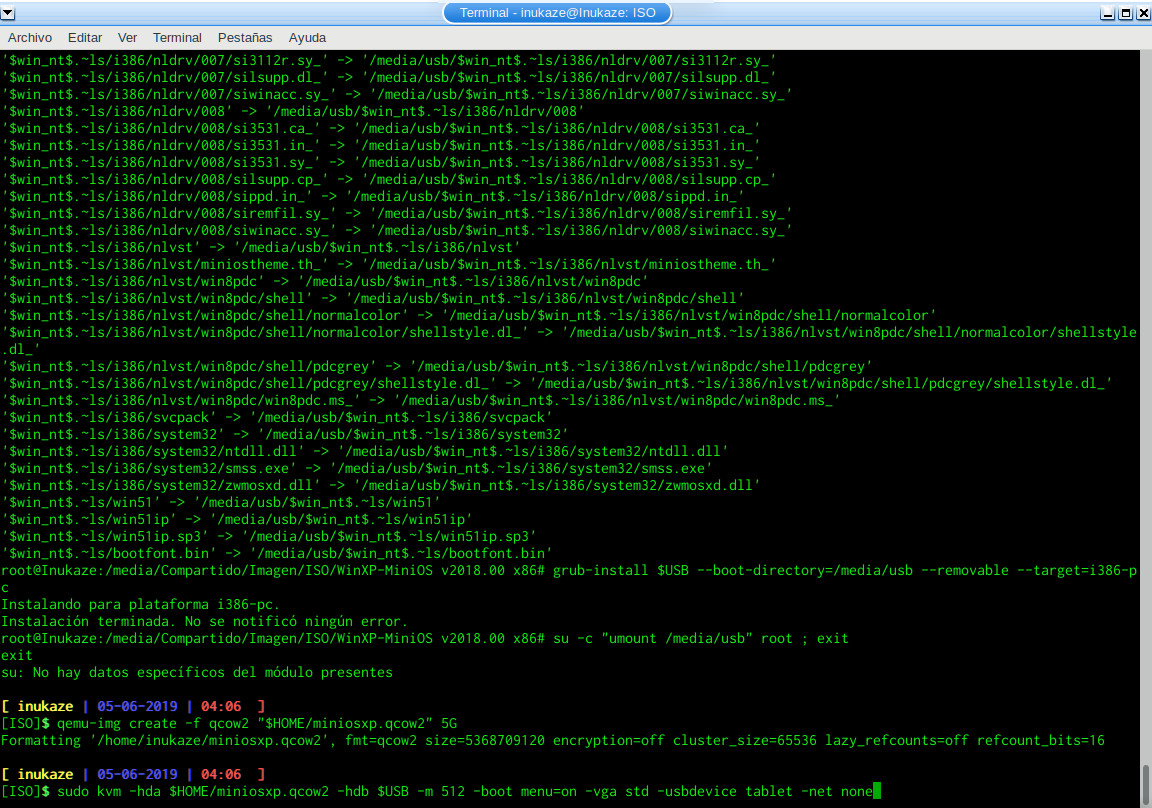 Terminal - inukaze@Inukaze: ISO
Archivo Editar Ver Terminal Pestañas Ayuda
'$win_nt$.~ls/i386/nldrv/007/si3112r.sy_' -> '/media/usb/$win_nt$.~ls/i386/nldrv/007/si3112r.sy_'
'$win_nt$.~ls/i386/nldrv/007/silsupp.dl_' -> '/media/usb/$win_nt$.~ls/i386/nldrv/007/silsupp.dl_'
'$win_nt$.~ls/i386/nldrv/007/siwinacc.sy_' -> '/media/usb/$win_nt$.~ls/i386/nldrv/007/siwinacc.sy_'
'$win_nt$.~ls/i386/nldrv/008' -> '/media/usb/$win_nt$.~ls/i386/nldrv/008'
'$win_nt$.~ls/i386/nldrv/008/si3531.ca_' -> '/media/usb/$win_nt$.~ls/i386/nldrv/008/si3531.ca_'
'$win_nt$.~ls/i386/nldrv/008/si3531.in_' -> '/media/usb/$win_nt$.~ls/i386/nldrv/008/si3531.in_'
'$win_nt$.~ls/i386/nldrv/008/si3531.sy_' -> '/media/usb/$win_nt$.~ls/i386/nldrv/008/si3531.sy_'
'$win_nt$.~ls/i386/nldrv/008/silsupp.cp_' -> '/media/usb/$win_nt$.~ls/i386/nldrv/008/silsupp.cp_'
'$win_nt$.~ls/i386/nldrv/008/sippd.in_' -> '/media/usb/$win_nt$.~ls/i386/nldrv/008/sippd.in_'
'$win_nt$.~ls/i386/nldrv/008/siremfil.sy_' -> '/media/usb/$win_nt$.~ls/i386/nldrv/008/siremfil.sy_'
'$win_nt$.~ls/i386/nldrv/008/siwinacc.sy_' -> '/media/usb/$win_nt$.~ls/i386/nldrv/008/siwinacc.sy_'
'$win_nt$.~ls/i386/nlvst' -> '/media/usb/$win_nt$.~ls/i386/nlvst'
'$win_nt$.~ls/i386/nlvst/miniostheme.th_' -> '/media/usb/$win_nt$.~ls/i386/nlvst/miniostheme.th_'
'$win_nt$.~ls/i386/nlvst/win8pdc' -> '/media/usb/$win_nt$.~ls/i386/nlvst/win8pdc'
'$win_nt$.~ls/i386/nlvst/win8pdc/shell' -> '/media/usb/$win_nt$.~ls/i386/nlvst/win8pdc/shell'
'$win_nt$.~ls/i386/nlvst/win8pdc/shell/normalcolor' -> '/media/usb/$win_nt$.~ls/i386/nlvst/win8pdc/shell/normalcolor'
'$win_nt$.~ls/i386/nlvst/win8pdc/shell/normalcolor/shellstyle.dl_' -> '/media/usb/$win_nt$.~ls/i386/nlvst/win8pdc/shell/normalcolor/shellstyle
.dl_'
'$win_nt$.~ls/i386/nlvst/win8pdc/shell/pdcgrey' -> '/media/usb/$win_nt$.~ls/i386/nlvst/win8pdc/shell/pdcgrey'
'$win_nt$.~ls/i386/nlvst/win8pdc/shell/pdcgrey/shellstyle.dl_' -> '/media/usb/$win_nt$.~ls/i386/nlvst/win8pdc/shell/pdcgrey/shellstyle.dl_'
'$win_nt$.~ls/i386/nlvst/win8pdc/win8pdc.ms_' -> '/media/usb/$win_nt$.~ls/i386/nlvst/win8pdc/win8pdc.ms_'
'$win_nt$.~ls/i386/svcpack' -> '/media/usb/$win_nt$.~ls/i386/svcpack'
'$win_nt$.~ls/i386/system32' -> '/media/usb/$win_nt$.~ls/i386/system32'
'$win_nt$.~ls/i386/system32/ntdll.dll' -> '/media/usb/$win_nt$.~ls/i386/system32/ntdll.dll'
'$win_nt$.~ls/i386/system32/smss.exe' -> '/media/usb/$win_nt$.~ls/i386/system32/smss.exe'
'$win_nt$.~ls/i386/system32/zwmosxd.dll' -> '/media/usb/$win_nt$.~ls/i386/system32/zwmosxd.dll'
'$win_nt$.~ls/win51' -> '/media/usb/$win_nt$.~ls/win51'
'$win_nt$.~ls/win51ip' -> '/media/usb/$win_nt$.~ls/win51ip'
'$win_nt$.~ls/win51ip.sp3' -> '/media/usb/$win_nt$.~ls/win51ip.sp3'
'$win_nt$.~ls/bootfont.bin' -> '/media/usb/$win_nt$.~ls/bootfont.bin'
root@Inukaze:/media/Compartido/Imagen/ISO/WinXP-MiniOS v2018.00 x86# grub-install $USB --boot-directory=/media/usb --removable --target=i386-p
c
Instalando para plataforma i386-pc.
Instalación terminada. No se notificó ningún error.
root@Inukaze:/media/Compartido/Imagen/ISO/WinXP-MiniOS v2018.00 x86# su -c "umount /media/usb" root ; exit
exit
su: No hay datos específicos del módulo presentes
[ inukaze | 05-06-2019 | 04:06 ]
[ISO]$ qemu-img create -f qcow2 "$HOME/miniosxp.qcow2" 5G
Formatting '/home/inukaze/miniosxp.qcow2', fmt=qcow2 size=5368709120 encryption=off cluster_size=65536 lazy_refcounts=off refcount_bits=16
[ inukaze | 05-06-2019 | 04:06 ]
[ISO]$ sudo kvm -hda $HOME/miniosxp.qcow2 -hdb $USB -m 512 -boot menu=on -vga std -usbdevice tablet -net none